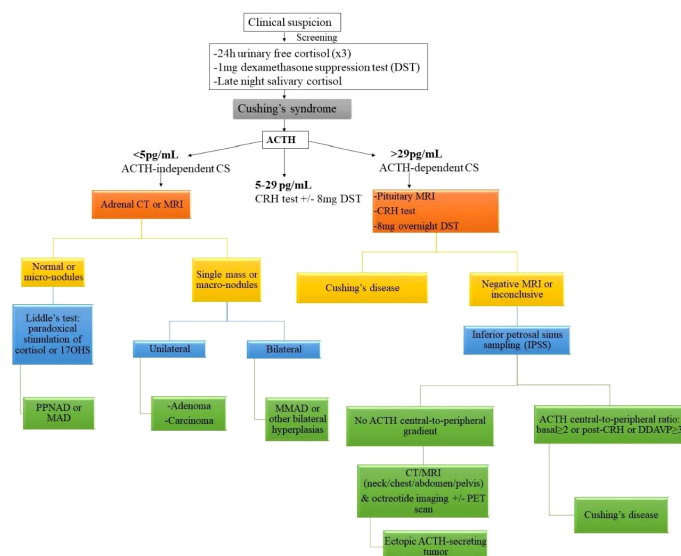 Clinical suspicion
Screening
-24h urinary free cortisol (x3)
-1mg dexamethasone suppression test (DST)
-Late night salivary cortisol
Cushing's syndrome
ACTH
<5pg/mL
ACTH-independent CS
5-29 pg/mL
CRH test +/- 8mg DST
>29pg/mL
ACTH-dependent CS
Adrenal CT or MRI
-Pituitary MRI
-CRH test
-8mg overnight DST
Normal or
micro-nodules
Single mass or
macro-nodules
Cushing's disease
Negative MRI or
inconclusive
Liddle's test:
paradoxical
stimulation of
cortisol or 17OHS
Unilateral
Bilateral
Inferior petrosal sinus
sampling (IPSS)
PPNAD or
MAD
-Adenoma
-Carcinoma
MMAD or
other bilateral
hyperplasias
No ACTH central-to-peripheral
gradient
ACTH central-to-peripheral ratio:
basal≥2 or post-CRH or DDAVP≥3
CT/MRI
(neck/chest/abdomen/pelvis)
& octreotide imaging +/- PET
scan
Cushing's disease
Ectopic ACTH-secreting
tumor